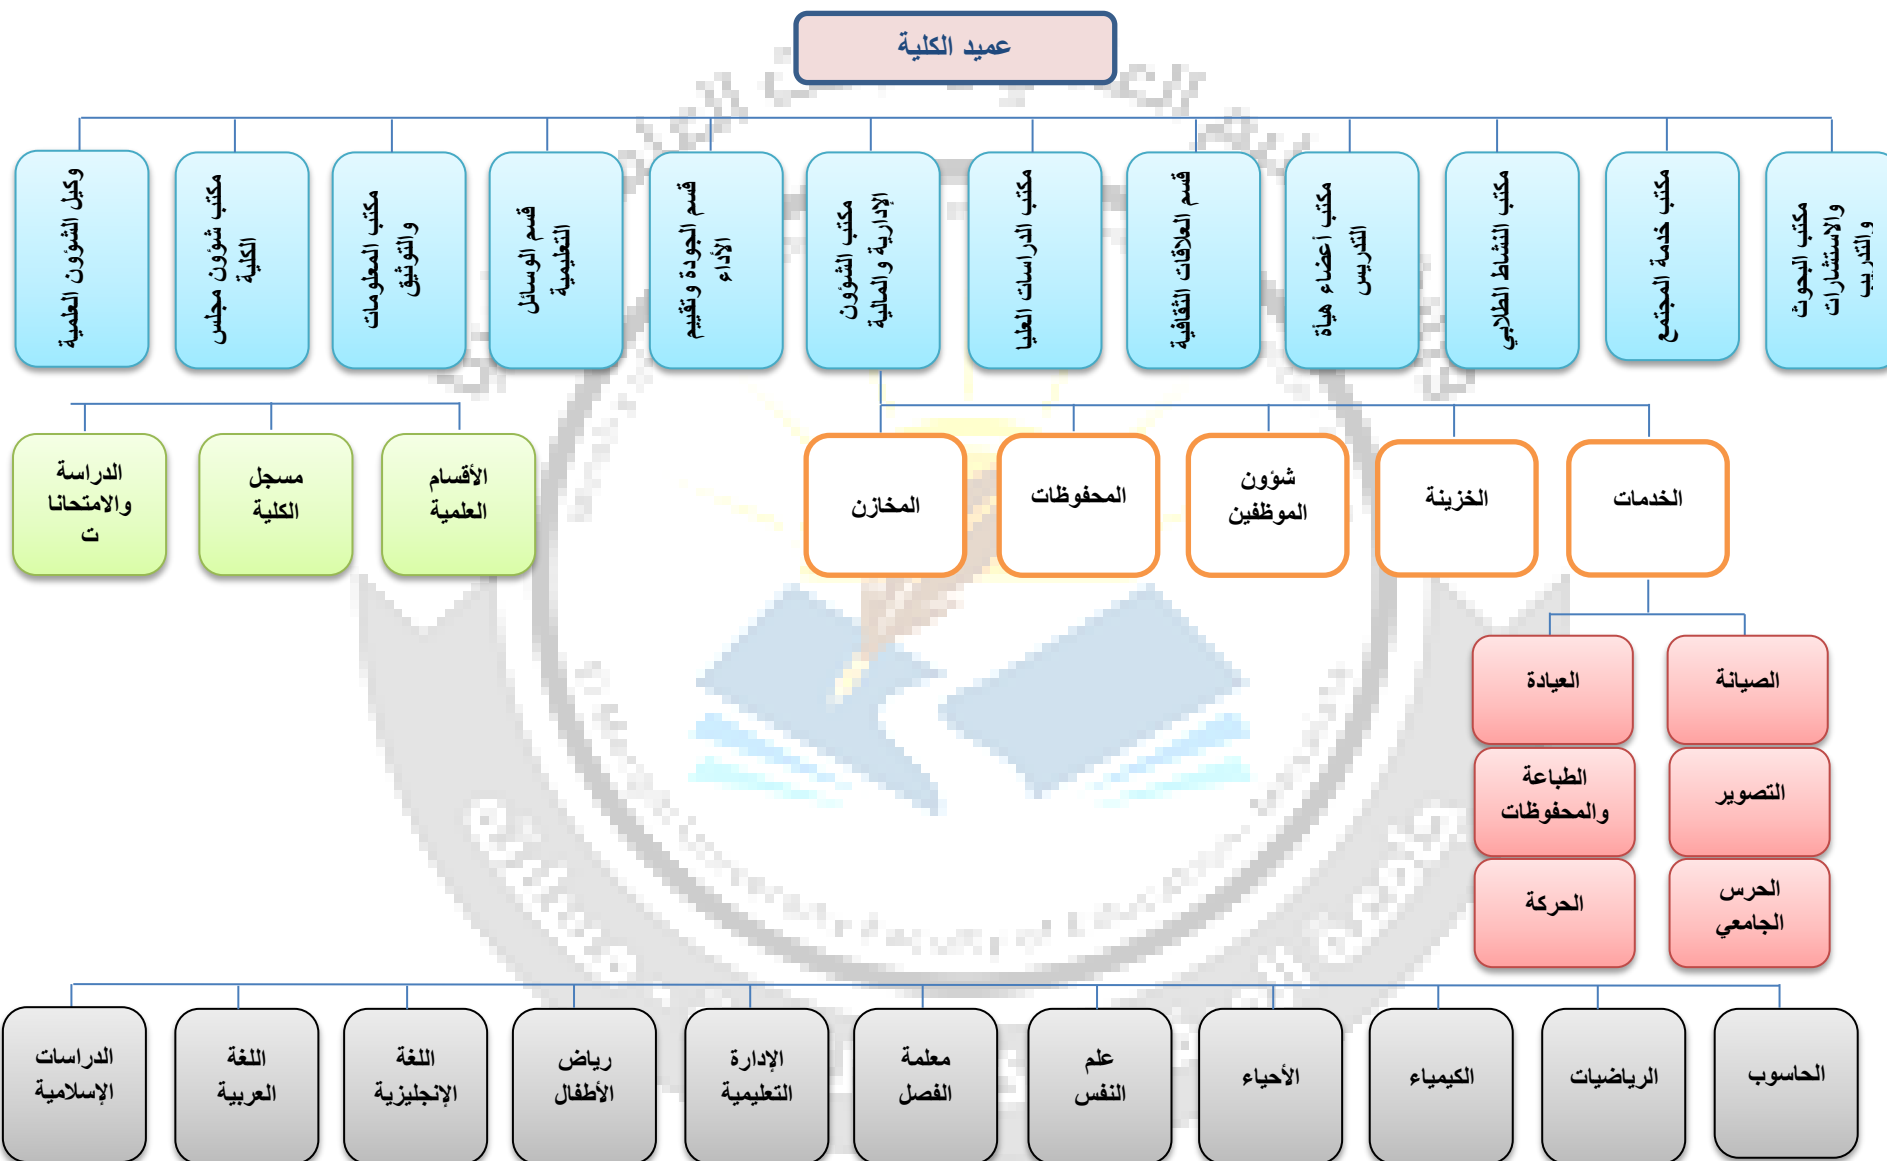 عميد الكلية
مكتب البحوث
والاستشارات
والتدريب
مكتب خدمة المجتمع
مكتب النشاط الطلابي
مكتب أعضاء هيأة
التدريس
قسم العلاقات الثقافية
مكتب الدراسات العليا
مكتب الشؤون
الإدارية والمالية
قسم الجودة وتقييم
الأداء
قسم الوسائل
التعليمية
مكتب المعلومات
والتوثيق
مكتب شؤون مجلس
الكلية
وكيل الشؤون العلمية
الخدمات
الخزينة
شؤون
الموظفين
المحفوظات
المخازن
الأقسام
العلمية
مسجل
الكلية
الدراسة
والامتحانا
ت
الصيانة
العيادة
التصوير
الطباعة
والمحفوظات
الحرس
الجامعي
الحركة
الحاسوب
الرياضيات
الكيمياء
الأحياء
علم
النفس
معلمة
الفصل
الإدارة
التعليمية
رياض
الأطفال
اللغة
الإنجليزية
اللغة
العربية
الدراسات
الإسلامية